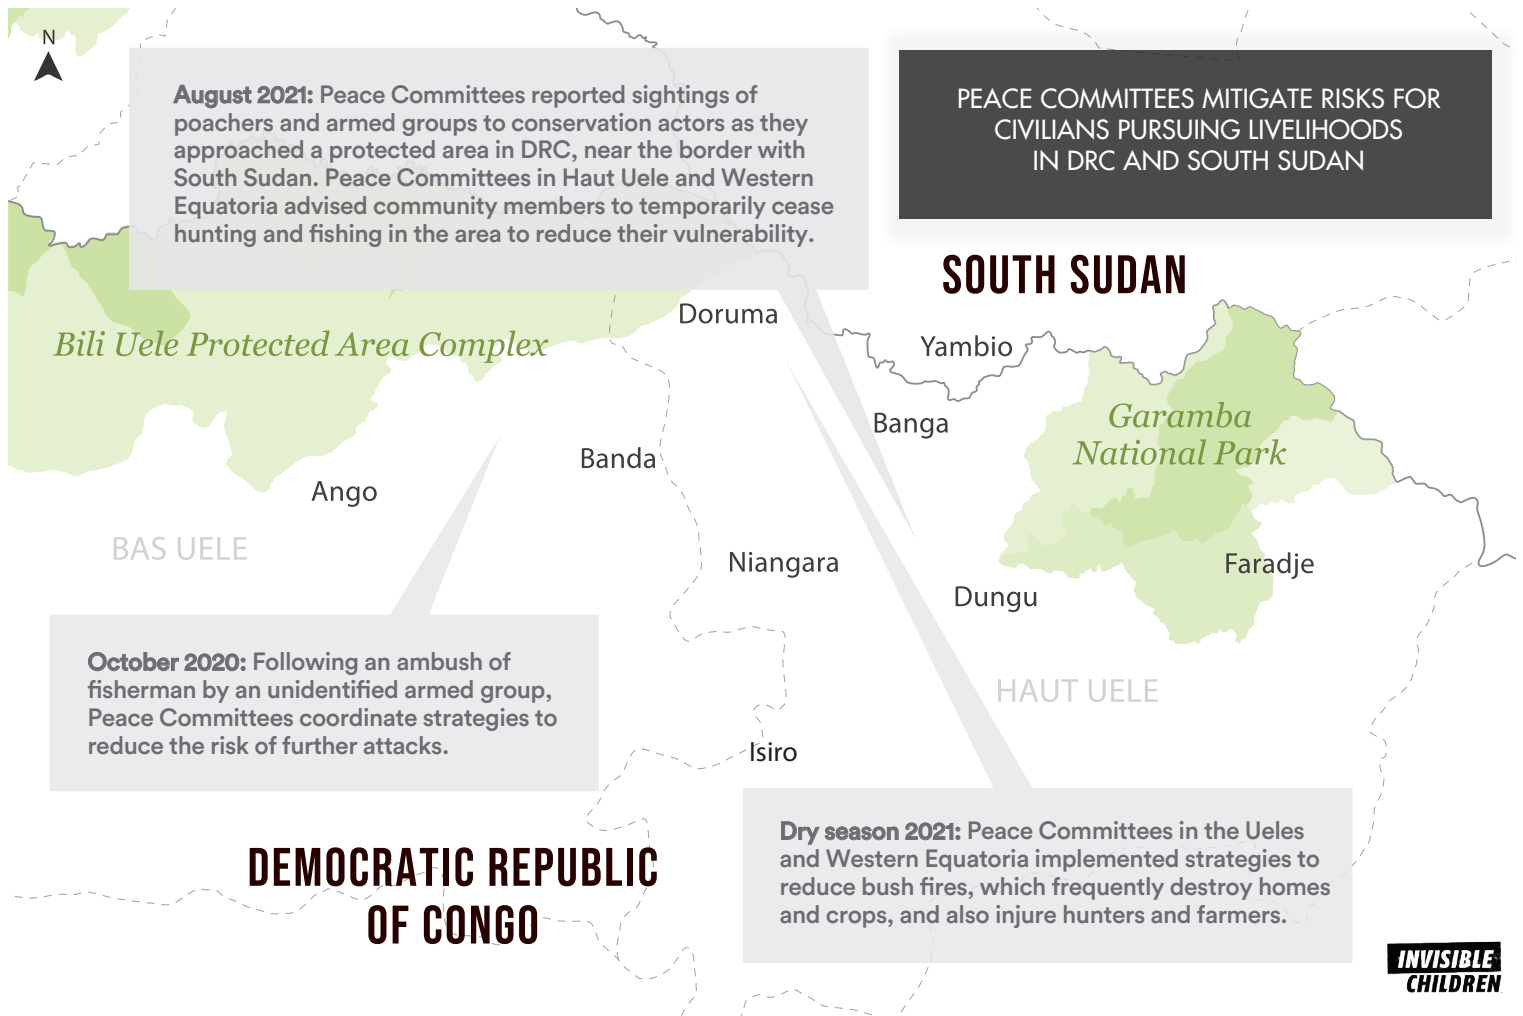 N
August 2021: Peace Committees reported sightings of
poachers and armed groups to conservation actors as they
approached a protected area in DRC, near the border with
South Sudan. Peace Committees in Haut Uele and Western
Equatoria advised community members to temporarily cease
hunting and fishing in the area to reduce their vulnerability.
PEACE COMMITTEES MITIGATE RISKS FOR
CIVILIANS PURSUING LIVELIHOODS
IN DRC AND SOUTH SUDAN
SOUTH SUDAN
Doruma
Bili Uele Protected Area Complex
Yambio
Banga
Garamba
National Park
Banda
Ango
BAS UELE
Niangara
Faradje
Dungu
HAUT UELE
October 2020: Following an ambush of
fisherman by an unidentified armed group,
Peace Committees coordinate strategies to
reduce the risk of further attacks.
Isiro
DEMOCRATIC REPUBLIC
OF CONGO
Dry season 2021: Peace Committees in the Ueles
and Western Equatoria implemented strategies to
reduce bush fires, which frequently destroy homes
and crops, and also injure hunters and farmers.
INVISIBLE
CHILDREN